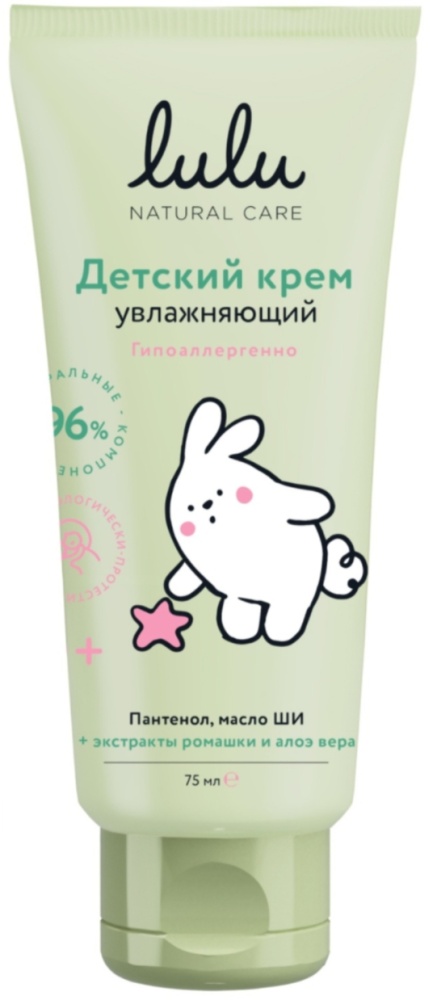 lulu
NATURAL CARE
Детский крем
увлажняющий
Гипоаллергенно
96%
Пантенол, масло ШИ
+ экстракты ромашки и алоэ вера
75 мл ℮